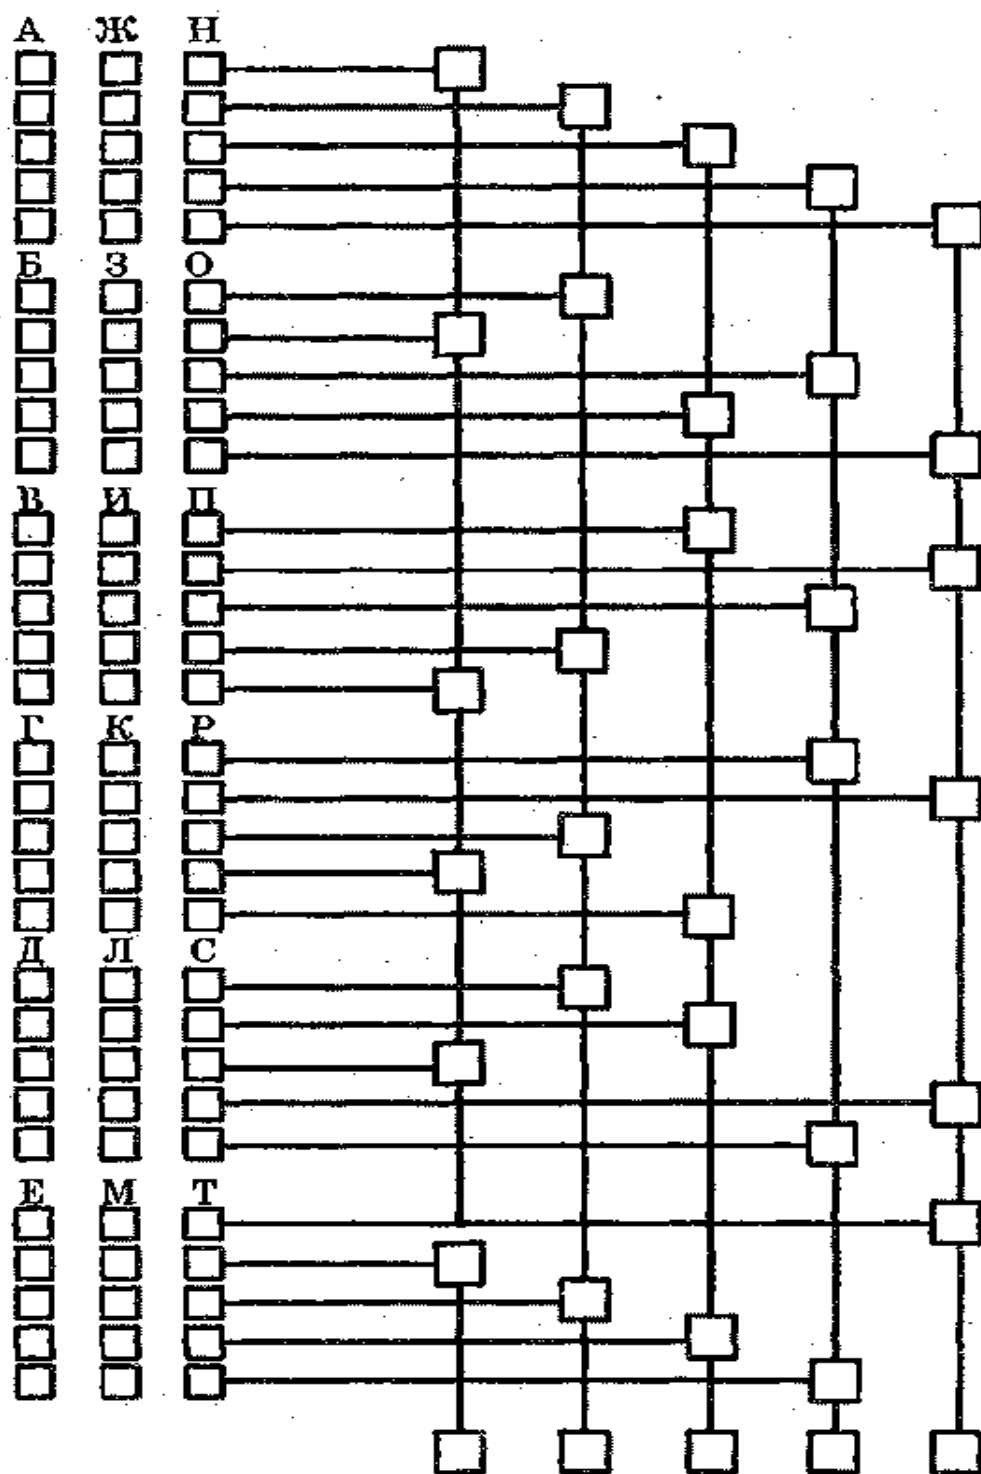 А Ж Н
Б З О
В И П
Г К Р
Д Л С
Е М Т